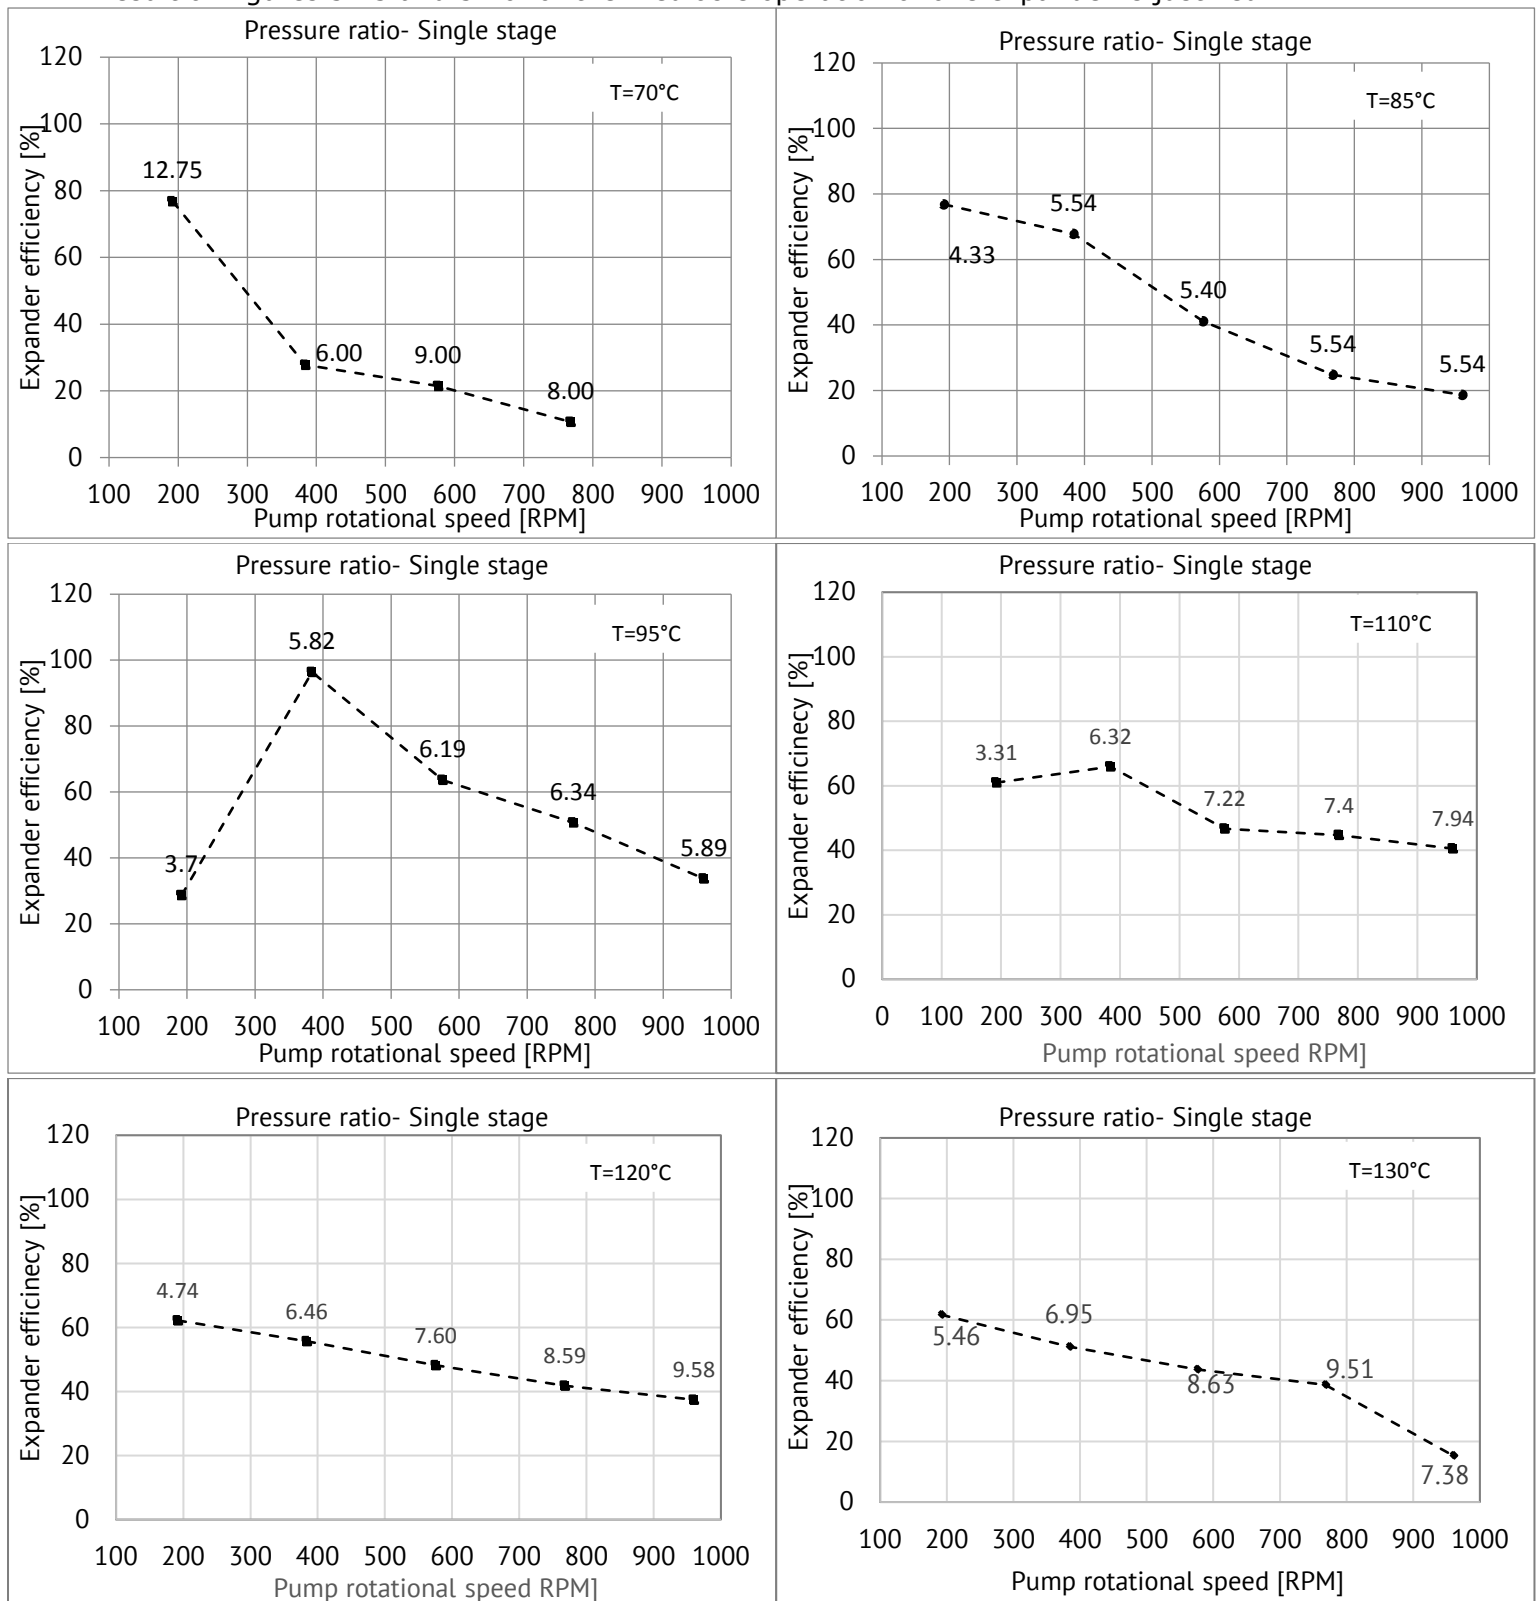 Pressure ratio- Single stage
T=70°C
Expander efficiency [%]
120
100
80
60
40
20
0
12.75
6.00
9.00
8.00
100 200 300 400 500 600 700 800 900 1000
Pump rotational speed [RPM]
Pressure ratio- Single stage
T=85°C
Expander efficiency [%]
120
100
80
60
40
20
0
4.33
5.54
5.40
5.54
5.54
100 200 300 400 500 600 700 800 900 1000
Pump rotational speed [RPM]
Pressure ratio- Single stage
T=95°C
Expander efficiency [%]
120
100
80
60
40
20
0
3.7
5.82
6.19
6.34
5.89
100 200 300 400 500 600 700 800 900 1000
Pump rotational speed [RPM]
Pressure ratio- Single stage
T=110°C
Expander efficinecy [%]
120
100
80
60
40
20
0
3.31
6.32
7.22
7.4
7.94
0 100 200 300 400 500 600 700 800 900 1000
Pump rotational speed RPM]
Pressure ratio- Single stage
T=120°C
Expander efficinecy [%]
120
100
80
60
40
20
0
4.74
6.46
7.60
8.59
9.58
100 200 300 400 500 600 700 800 900 1000
Pump rotational speed RPM]
Pressure ratio- Single stage
T=130°C
Expander efficiency [%]
120
100
80
60
40
20
0
5.46
6.95
8.63
9.51
7.38
100 200 300 400 500 600 700 800 900 1000
Pump rotational speed [RPM]